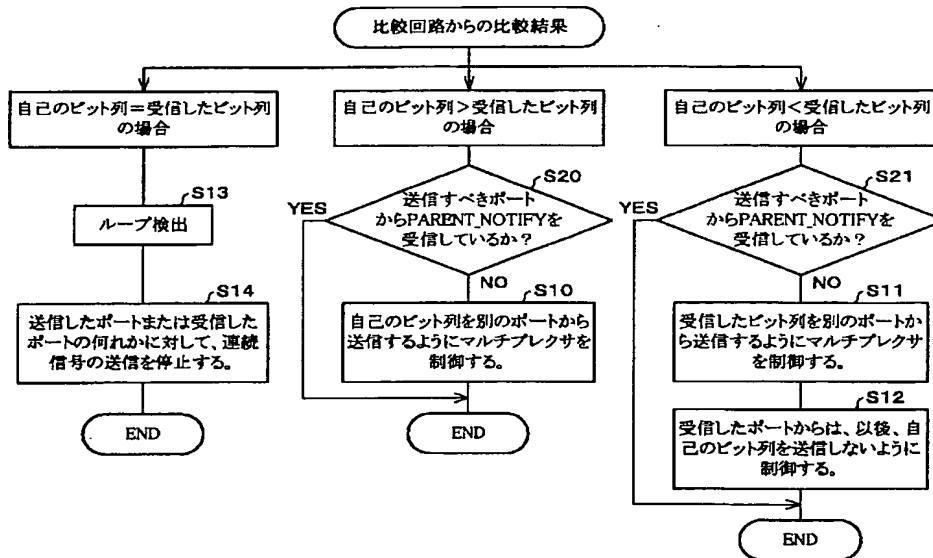 比較回路からの比較結果
自己のビット列＝受信したビット列
の場合
S13
ループ検出
S14
送信したポートまたは受信した
ポートの何れかに対して、連続
信号の送信を停止する。
END
自己のビット列＞受信したビット列
の場合
S20
送信すべきポート
からPARENT_NOTIFYを
受信しているか？
YES
NO
S10
自己のビット列を別のポートから
送信するようにマルチプレクサを
制御する。
END
自己のビット列＜受信したビット列
の場合
S21
送信すべきポート
からPARENT_NOTIFYを
受信しているか？
YES
NO
S11
受信したビット列を別のポートか
ら送信するようにマルチプレクサ
を制御する。
S12
受信したポートからは、以後、自
己のビット列を送信しないように
制御する。
END